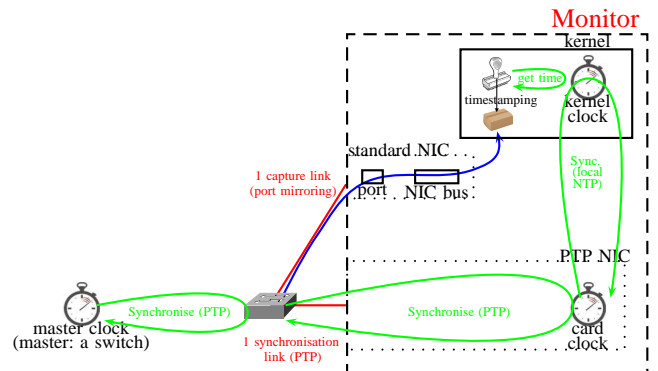 Monitor
kernel
get time
timestamping
kernel
clock
standard NIC
1 capture link
(port mirroring)
port
NIC bus
Sync.
(local
NTP)
PTP NIC
Synchronise (PTP)
Synchronise (PTP)
master clock
(master: a switch)
1 synchronisation
link (PTP)
card
clock